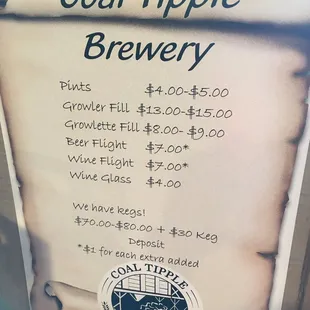 Coal Tipple
Brewery
Pints $4.00-$5.00
Growler Fill $13.00-$15.00
Growlette Fill $8.00-$9.00
Beer Flight $7.00*
Wine Flight $7.00*
Wine Glass $4.00
We have kegs!
$70.00-$80.00 + $30 Keg
Deposit
*$1 for each extra added
COAL TIPPLE